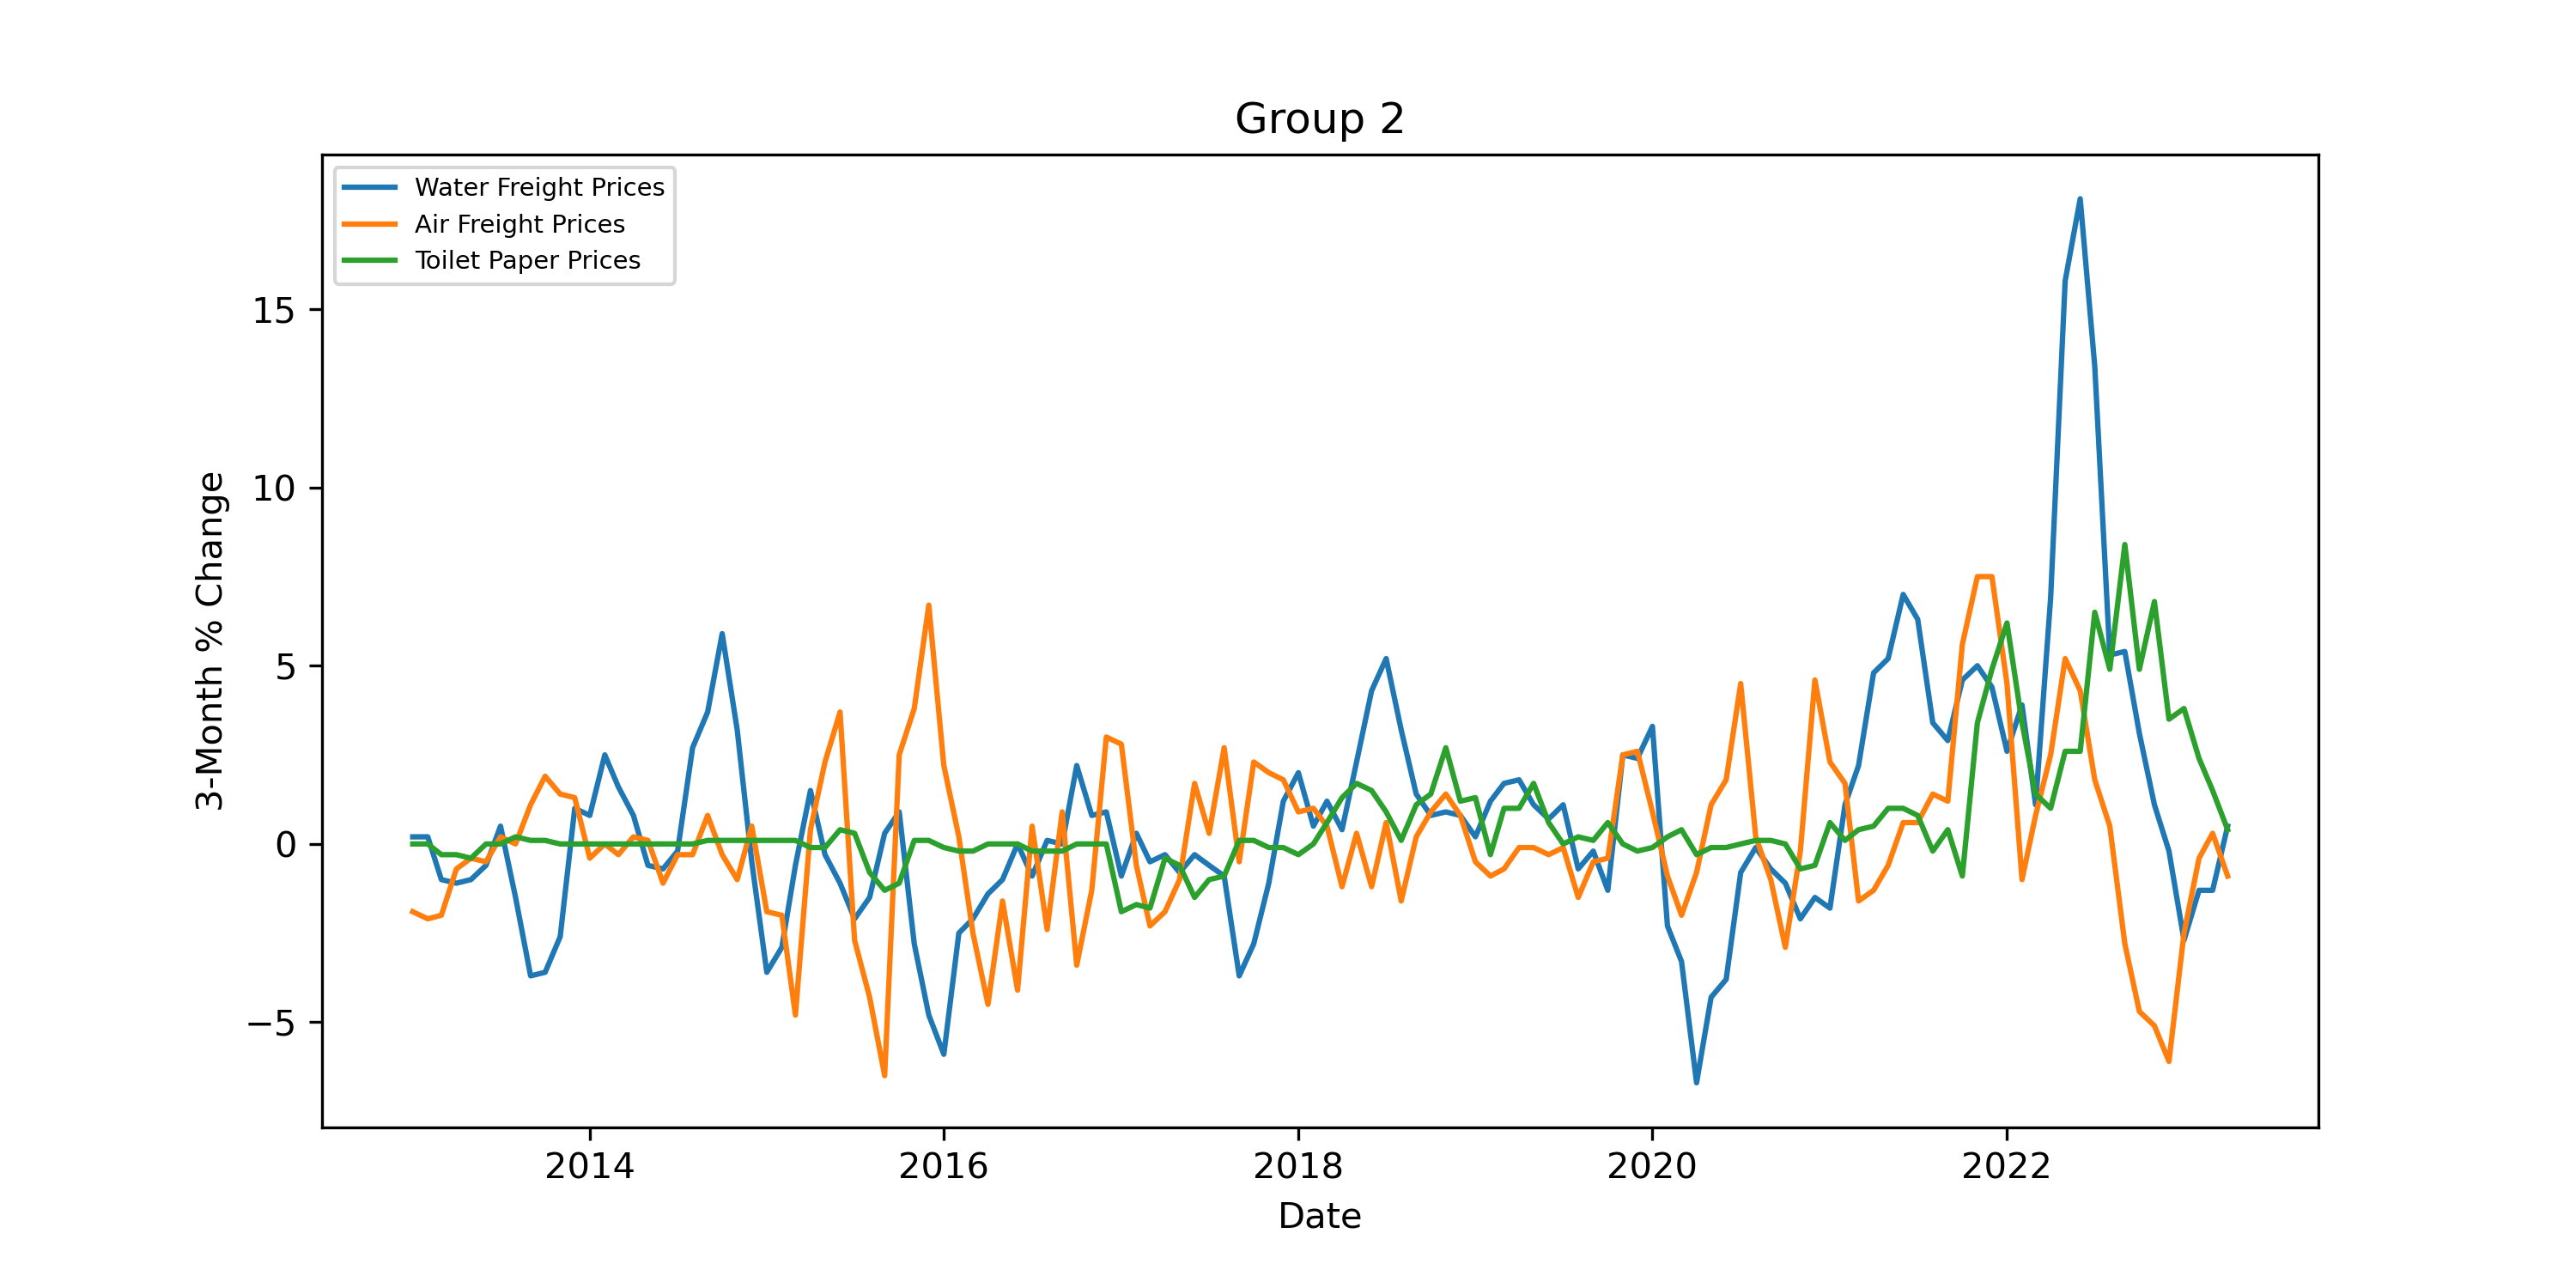 Group 2
Water Freight Prices
Air Freight Prices
Toilet Paper Prices
3-Month % Change
15
10
5
0
−5
2014
2016
2018
2020
2022
Date